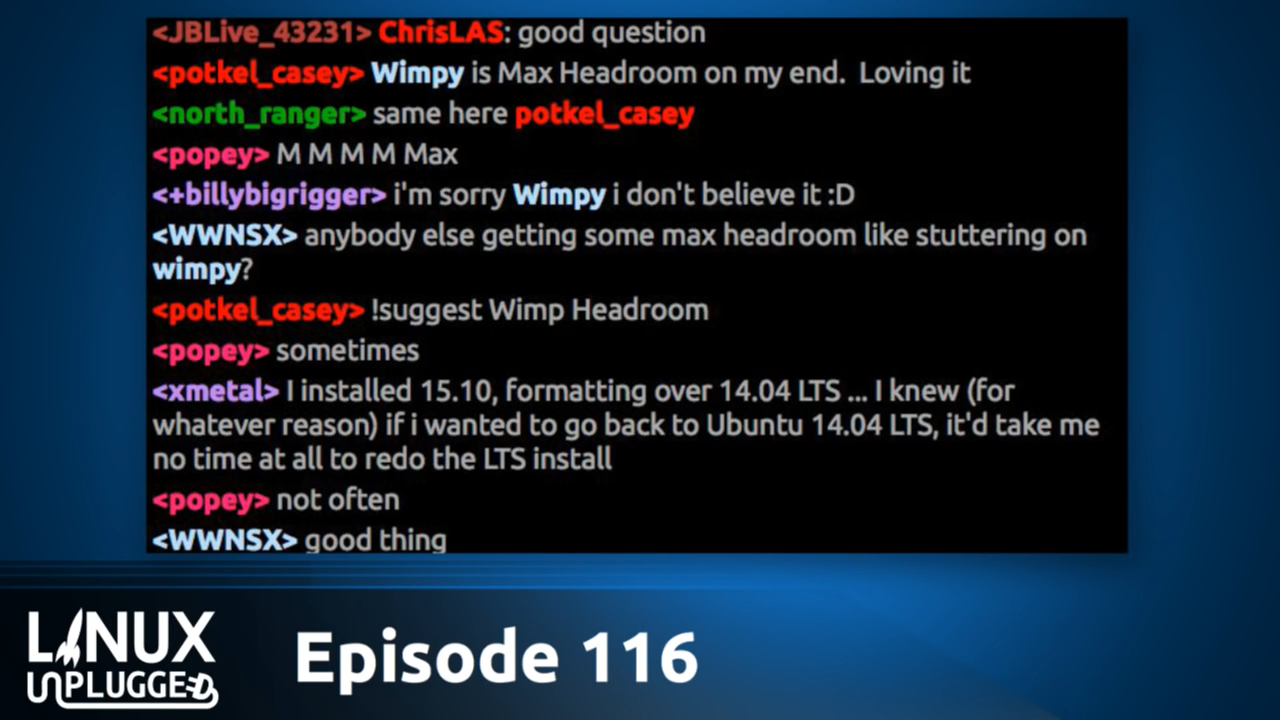 <JBLive_43231> ChrisLAS: good question
<potkel_casey> Wimpy is Max Headroom on my end.  Loving it
<north_ranger> same here potkel_casey
<popey> M M M M Max
<+billybigrigger> i'm sorry Wimpy i don't believe it :D
<WWNSX> anybody else getting some max headroom like stuttering on
wimpy?
<potkel_casey> !suggest Wimp Headroom
<popey> sometimes
<xmetal> I installed 15.10, formatting over 14.04 LTS ... I knew (for
whatever reason) if i wanted to go back to Ubuntu 14.04 LTS, it'd take me
no time at all to redo the LTS install
<popey> not often
<WWNSX> good thing
LINUX
UNPLUGGED
Episode 116